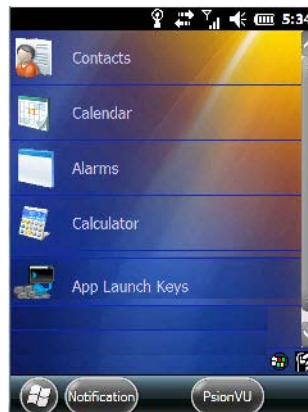 5:34
Contacts
Calendar
Alarms
Calculator
App Launch Keys
Notification
PsionVU